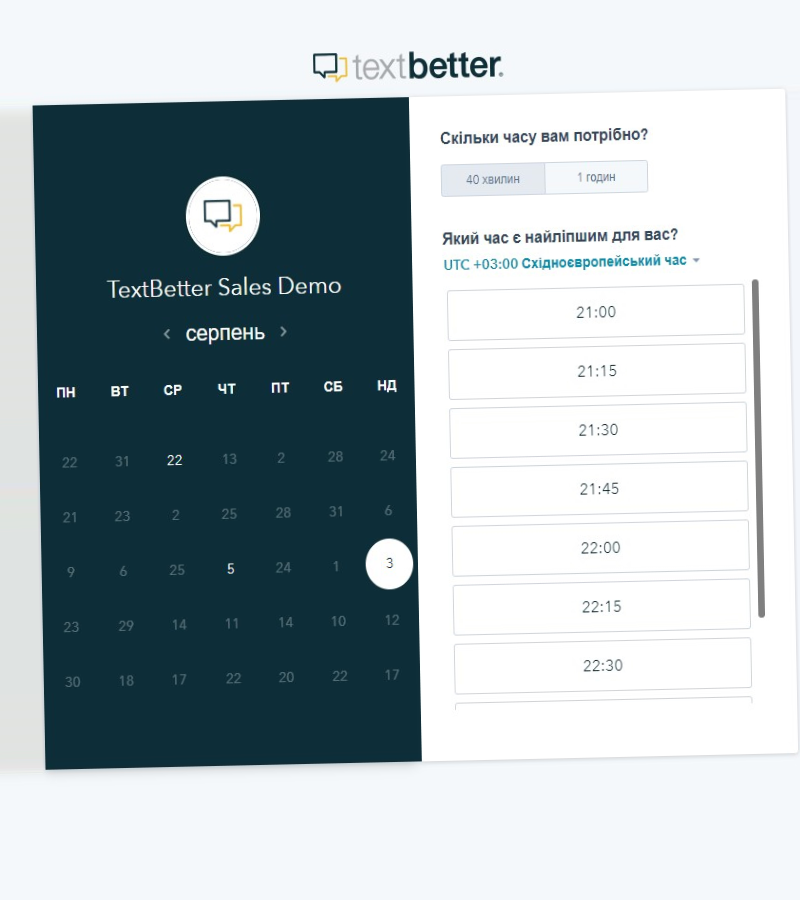 textbetter.
TextBetter Sales Demo
серпень
ПН ВТ СР ЧТ ПТ СБ НД
22 31 22 13 2 28 24
21 23 2 25 28 31 6
9 6 25 5 24 1 3
23 29 14 11 14 10 12
30 18 17 22 20 22 17
Скільки часу вам потрібно?
40 хвилин 1 годин
Який час є найліпшим для вас?
UTC +03:00 Східноєвропейський час
21:00
21:15
21:30
21:45
22:00
22:15
22:30